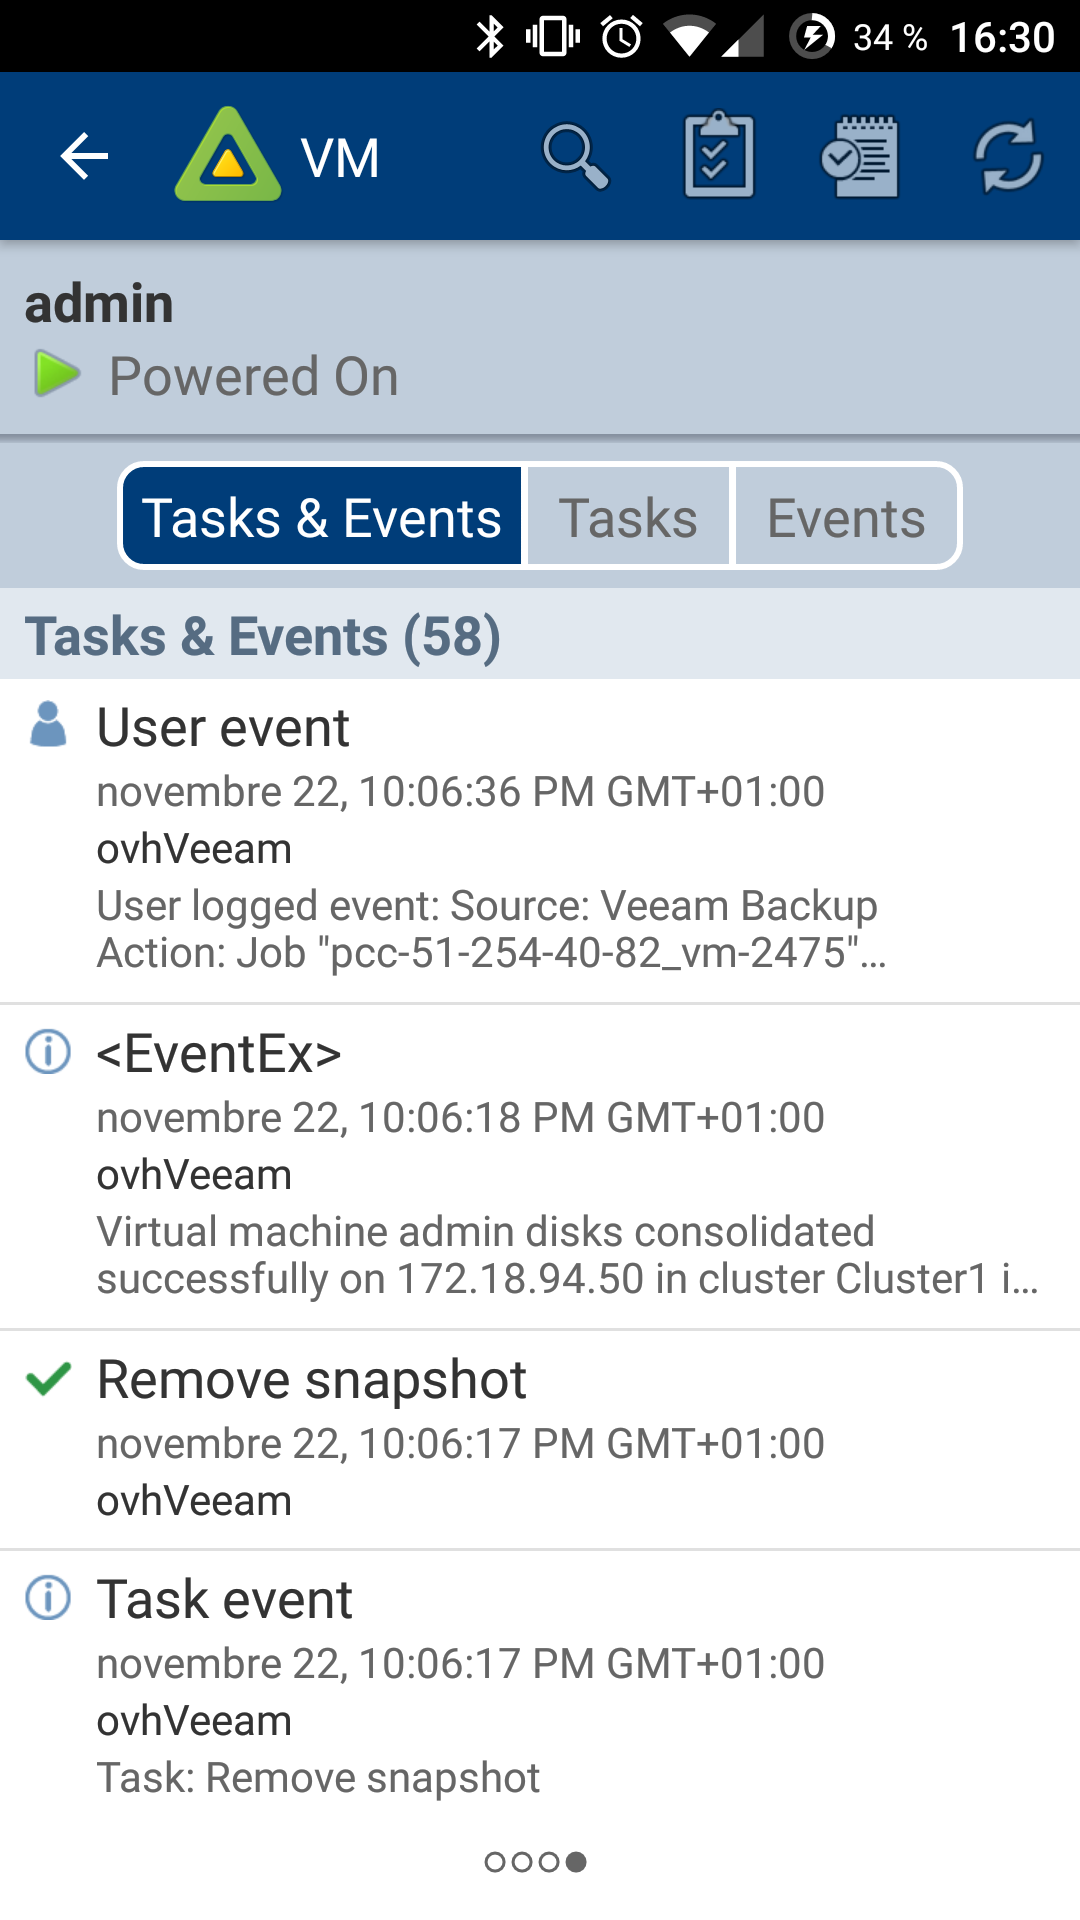 34 % 16:30
VM
admin
Powered On
Tasks & Events Tasks Events
Tasks & Events (58)
User event
novembre 22, 10:06:36 PM GMT+01:00
ovhVeeam
User logged event: Source: Veeam Backup
Action: Job "pcc-51-254-40-82_vm-2475"...
<EventEx>
novembre 22, 10:06:18 PM GMT+01:00
ovhVeeam
Virtual machine admin disks consolidated
successfully on 172.18.94.50 in cluster Cluster1 i...
Remove snapshot
novembre 22, 10:06:17 PM GMT+01:00
ovhVeeam
Task event
novembre 22, 10:06:17 PM GMT+01:00
ovhVeeam
Task: Remove snapshot